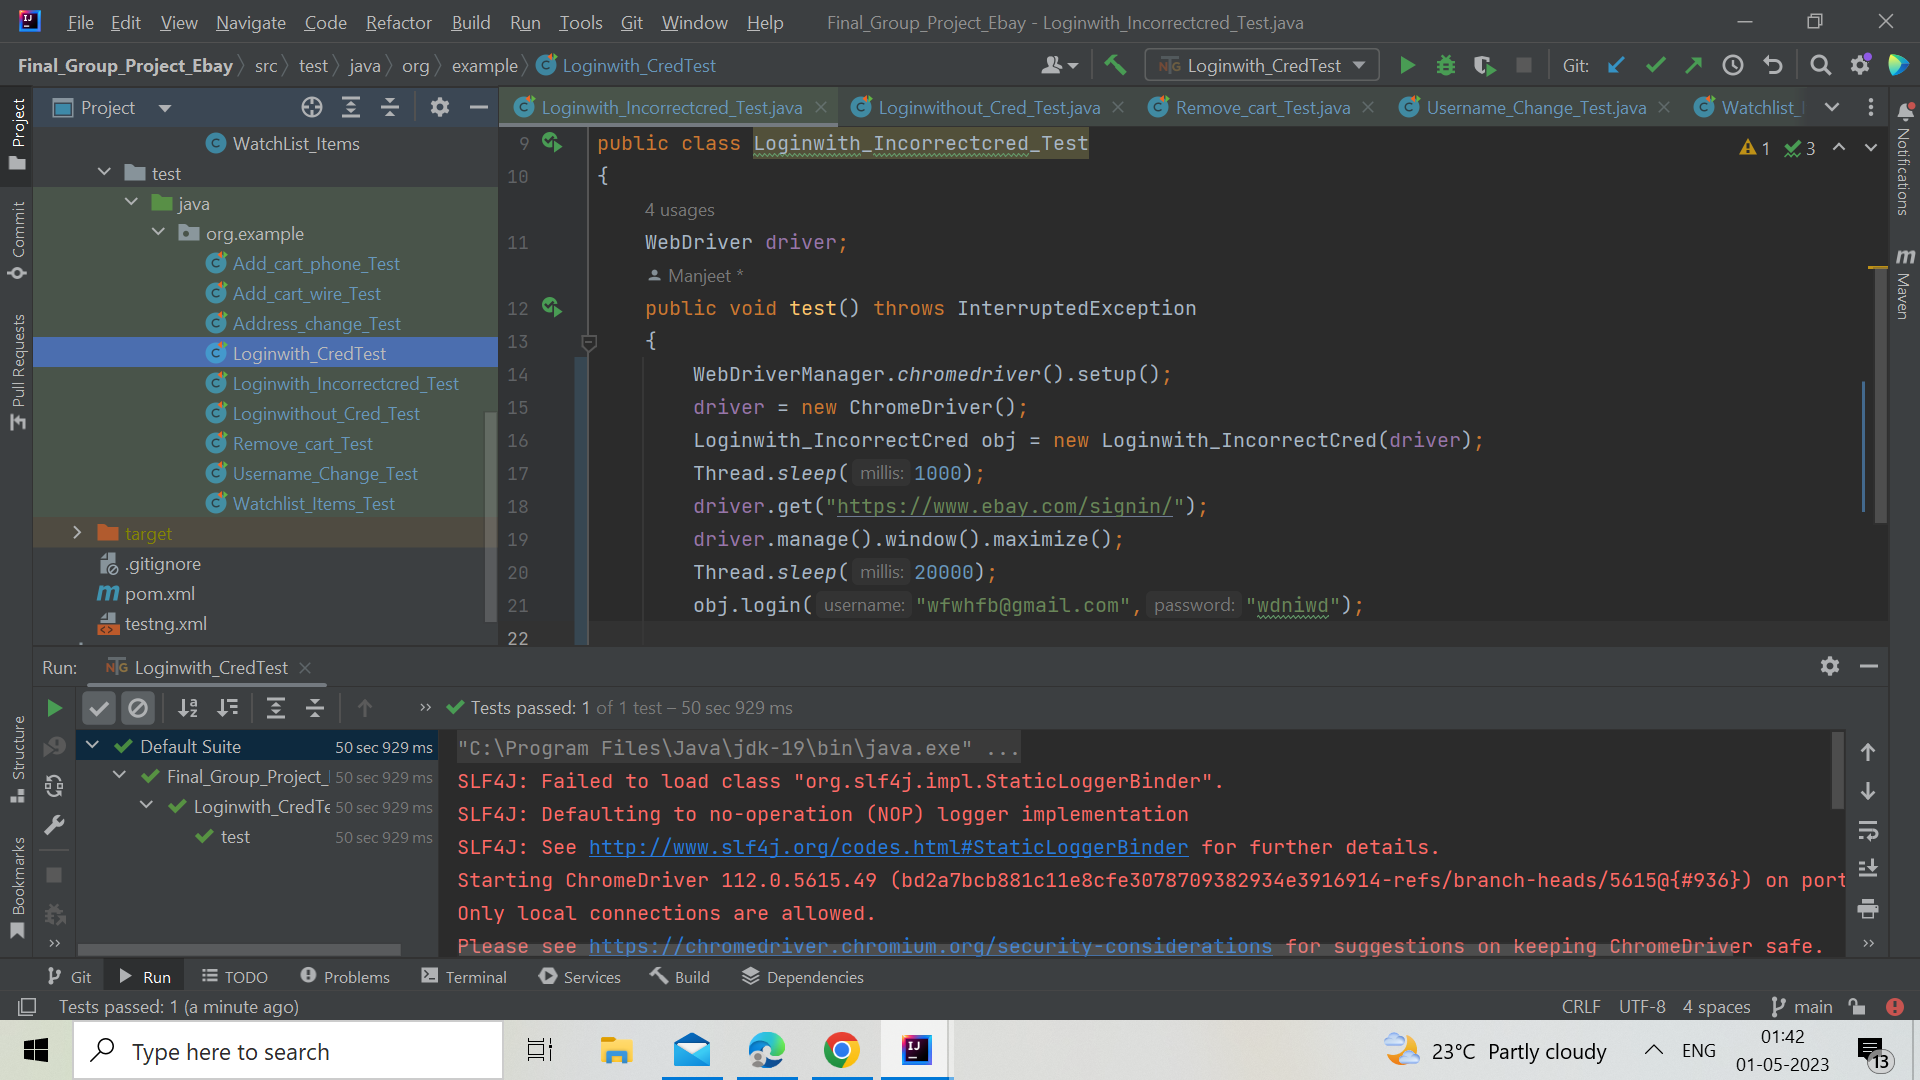 File Edit View Navigate Code Refactor Build Run Tools Git Window Help Final_Group_Project_Ebay - Loginwith_Incorrectcred_Test.java
Final_Group_Project_Ebay src test java org example Loginwith_CredTest
Loginwith_CredTest Git:
Project
Loginwith_Incorrectcred_Test.java Loginwithout_Cred_Test.java Remove_cart_Test.java Username_Change_Test.java Watchlist_
Project
Commit
Pull Requests
Structure
Bookmarks
WatchList_Items
test
java
org.example
Add_cart_phone_Test
Add_cart_wire_Test
Address_change_Test
Loginwith_CredTest
Loginwith_Incorrectcred_Test
Loginwithout_Cred_Test
Remove_cart_Test
Username_Change_Test
Watchlist_Items_Test
target
.gitignore
pom.xml
testng.xml
9 public class Loginwith_Incorrectcred_Test
1 3
10 {
4 usages
11 WebDriver driver;
Manjeet *
12 public void test() throws InterruptedException
13 {
14 WebDriverManager.chromedriver().setup();
15 driver = new ChromeDriver();
16 Loginwith_IncorrectCred obj = new Loginwith_IncorrectCred(driver);
17 Thread.sleep( millis: 1000);
18 driver.get("https://www.ebay.com/signin/");
19 driver.manage().window().maximize();
20 Thread.sleep( millis: 20000);
21 obj.login( username: "wfwhfb@gmail.com", password: "wdniwd");
22
Notifications
Maven
Run: Loginwith_CredTest
Tests passed: 1 of 1 test – 50 sec 929 ms
Default Suite 50 sec 929 ms
Final_Group_Project_ 50 sec 929 ms
Loginwith_CredTe 50 sec 929 ms
test 50 sec 929 ms
"C:\Program Files\Java\jdk-19\bin\java.exe" ...
SLF4J: Failed to load class "org.slf4j.impl.StaticLoggerBinder".
SLF4J: Defaulting to no-operation (NOP) logger implementation
SLF4J: See http://www.slf4j.org/codes.html#StaticLoggerBinder for further details.
Starting ChromeDriver 112.0.5615.49 (bd2a7bcb881c11e8cfe3078709382934e3916914-refs/branch-heads/5615@{#936}) on port
Only local connections are allowed.
Please see https://chromedriver.chromium.org/security-considerations for suggestions on keeping ChromeDriver safe.
Git Run TODO Problems Terminal Services Build Dependencies
Tests passed: 1 (a minute ago) CRLF UTF-8 4 spaces main
Type here to search
23°C Partly cloudy ENG
01:42
01-05-2023
13